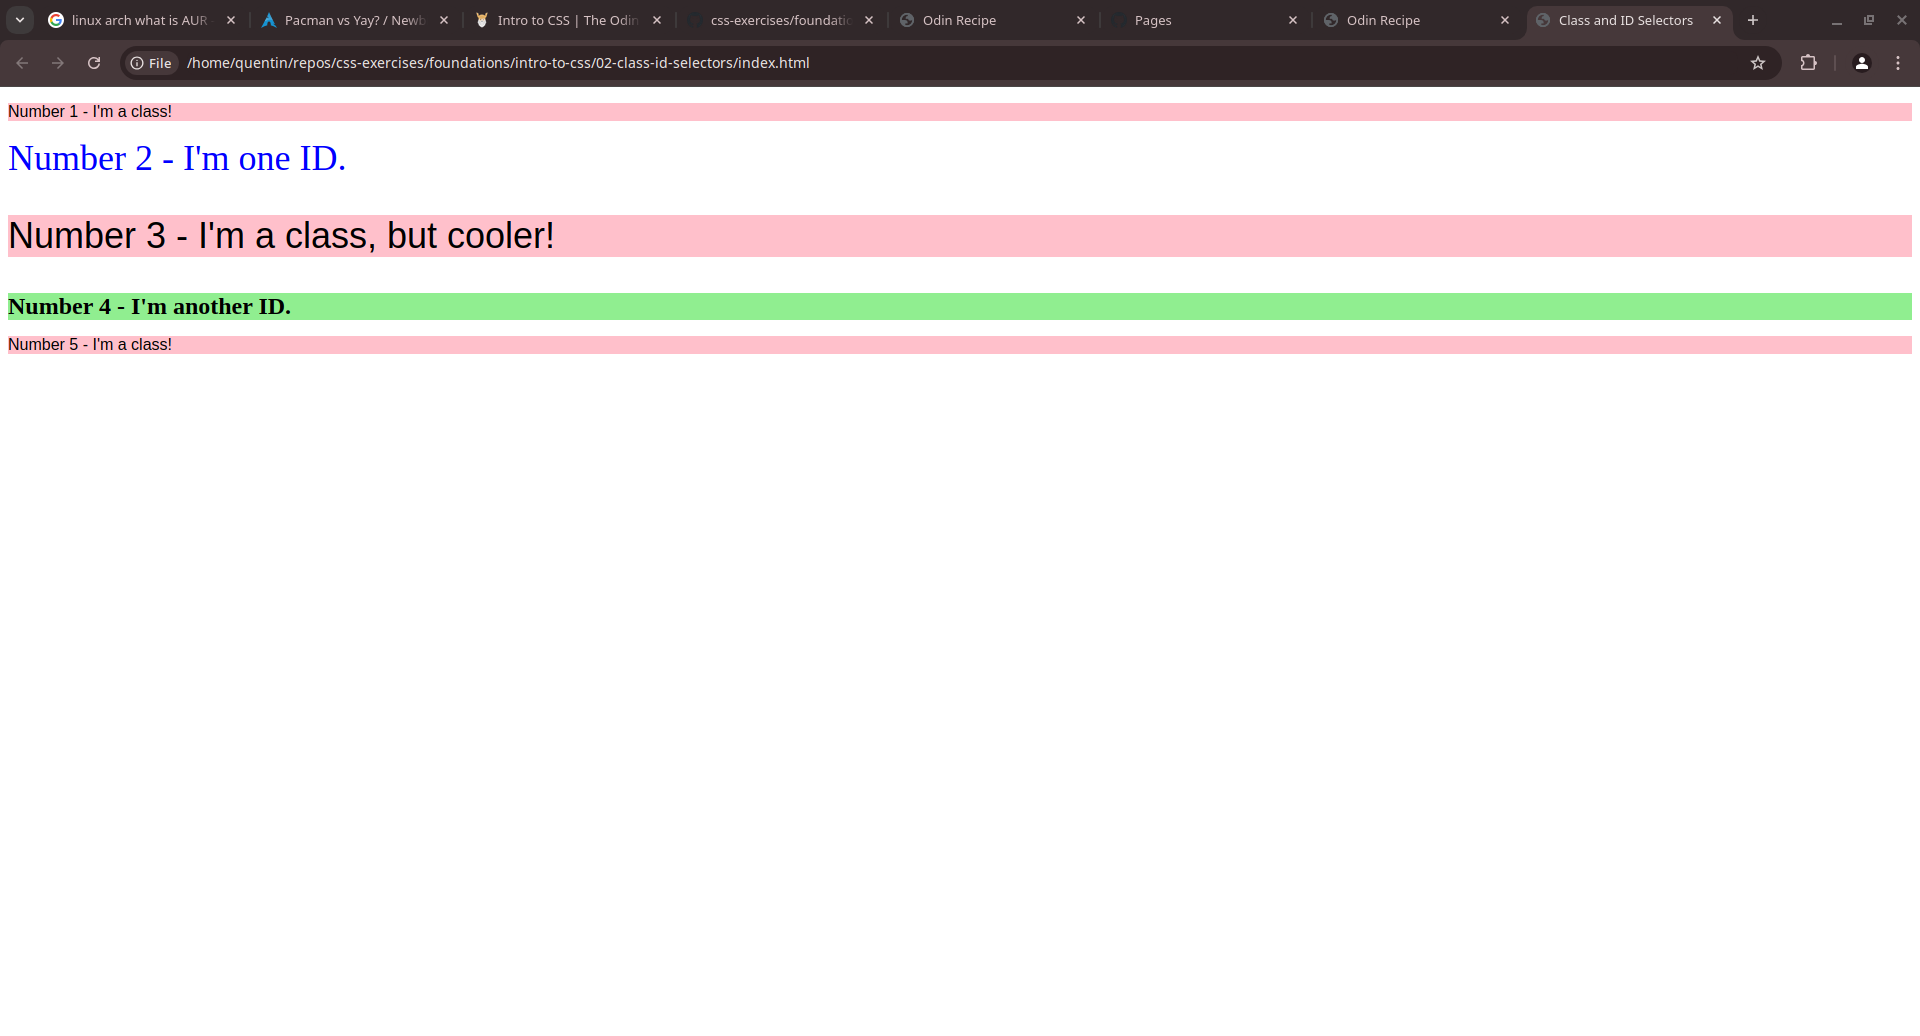 linux arch what is AUR
Pacman vs Yay? / Newb
Intro to CSS | The Odin
css-exercises/foundatio
Odin Recipe
Pages
Odin Recipe
Class and ID Selectors
File
/home/quentin/repos/css-exercises/foundations/intro-to-css/02-class-id-selectors/index.html
Number 1 - I'm a class!
Number 2 - I'm one ID.
Number 3 - I'm a class, but cooler!
Number 4 - I'm another ID.
Number 5 - I'm a class!